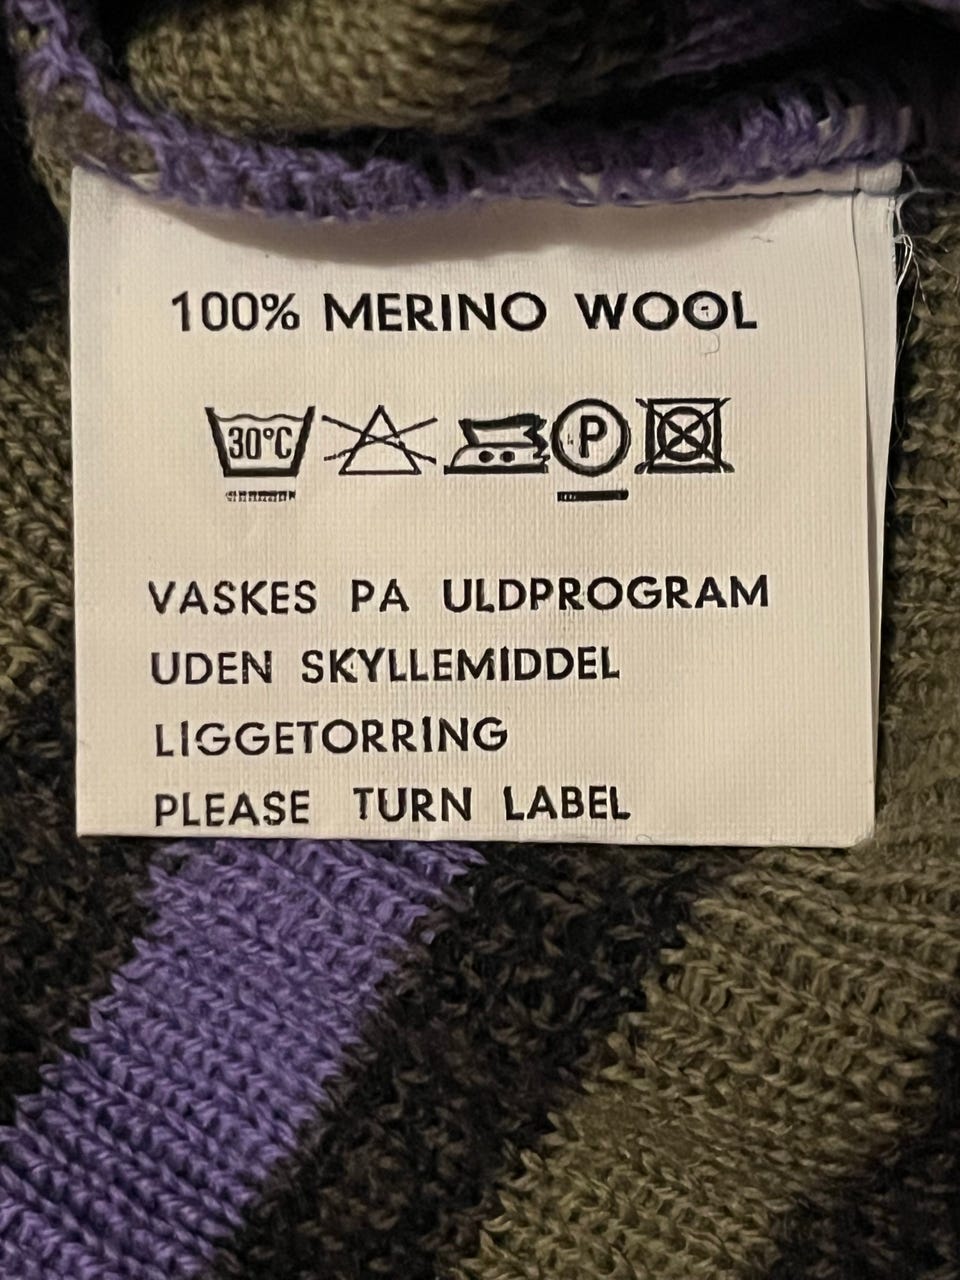 100% MERINO WOOL
30°C P
VASKES PA ULDPROGRAM
UDEN SKYLLEMIDDEL
LIGGETORRING
PLEASE TURN LABEL